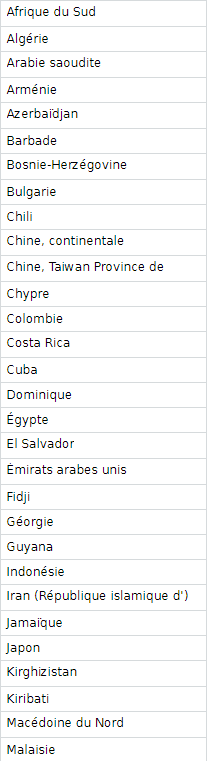 Afrique du Sud
Algérie
Arabie saoudite
Arménie
Azerbaïdjan
Barbade
Bosnie-Herzégovine
Bulgarie
Chili
Chine, continentale
Chine, Taiwan Province de
Chypre
Colombie
Costa Rica
Cuba
Dominique
Égypte
El Salvador
Émirats arabes unis
Fidji
Géorgie
Guyana
Indonésie
Iran (République islamique d')
Jamaïque
Japon
Kirghizistan
Kiribati
Macédoine du Nord
Malaisie